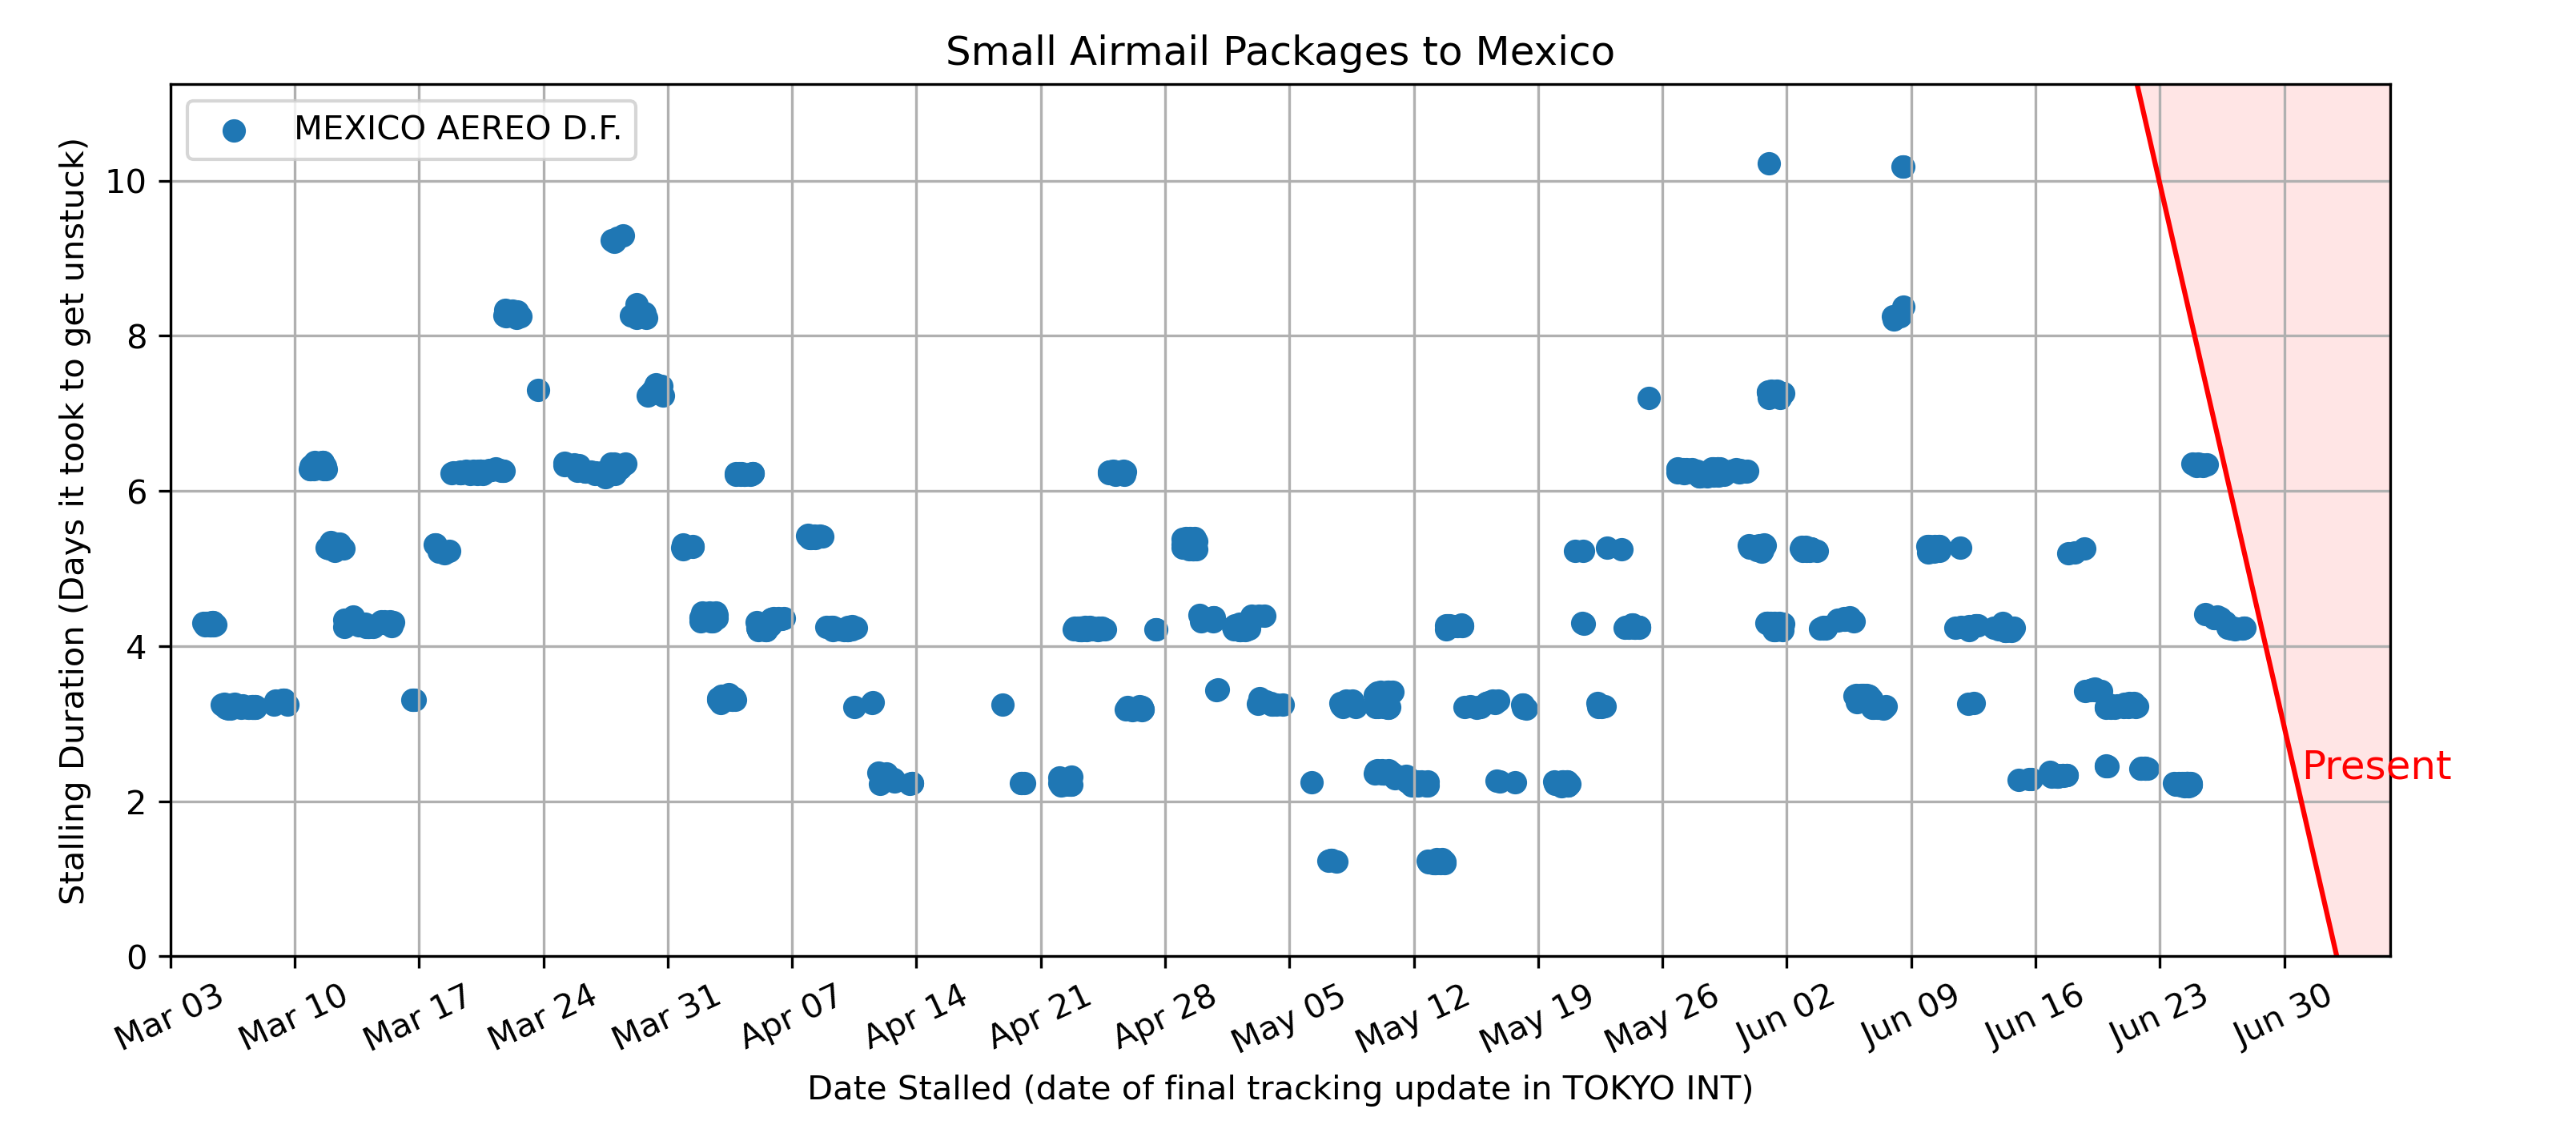 Small Airmail Packages to Mexico
MEXICO AEREO D.F.
Stalling Duration (Days it took to get unstuck)
10
8
6
4
2
0
Present
Mar 03
Mar 10
Mar 17
Mar 24
Mar 31
Apr 07
Apr 14
Apr 21
Apr 28
May 05
May 12
May 19
May 26
Jun 02
Jun 09
Jun 16
Jun 23
Jun 30
Date Stalled (date of final tracking update in TOKYO INT)